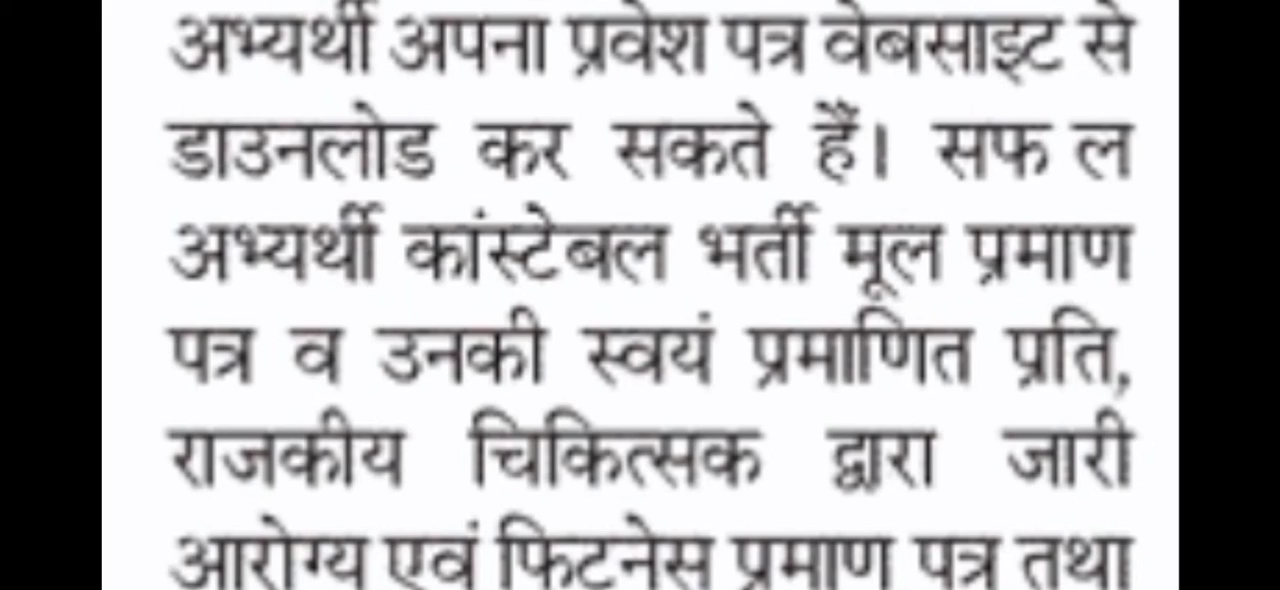 अभ्यर्थी अपना प्रवेश पत्र वेबसाइट से
डाउनलोड कर सकते हैं। सफ ल
अभ्यर्थी कांस्टेबल भर्ती मूल प्रमाण
पत्र व उनकी स्वयं प्रमाणित प्रति,
राजकीय चिकित्सक द्वारा जारी
आरोग्य एवं फिटनेस प्रमाण पत्र तथा